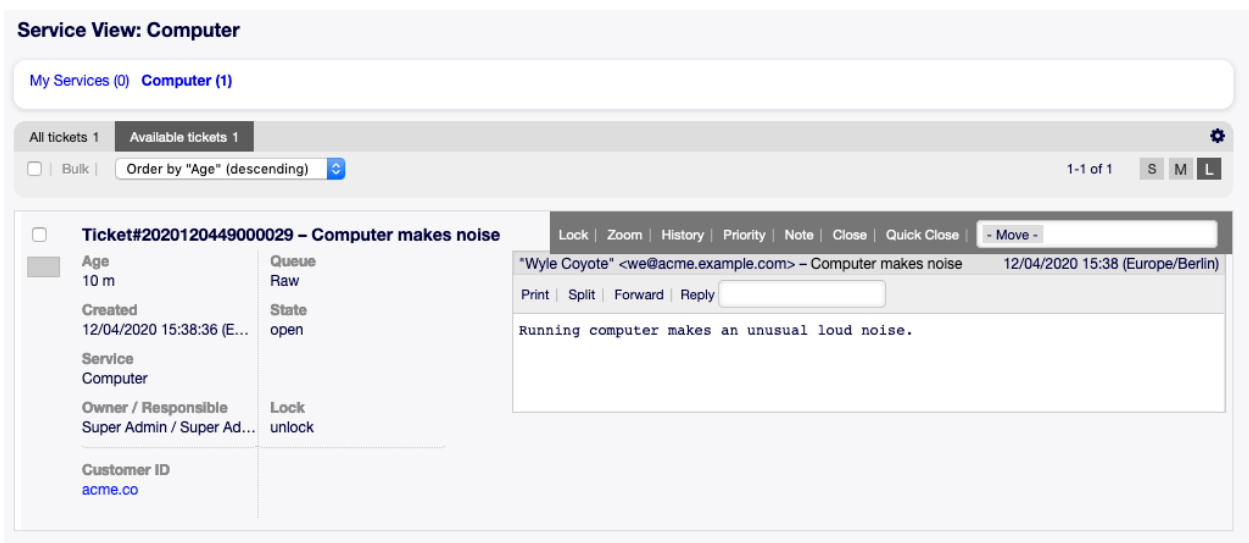 Service View: Computer
My Services (0) Computer (1)
All tickets 1 Available tickets 1
Bulk | Order by "Age" (descending) 1-1 of 1 S M L
Ticket#2020120449000029 – Computer makes noise
Lock | Zoom | History | Priority | Note | Close | Quick Close | - Move -
Age Queue
10 m Raw
Created State
12/04/2020 15:38:36 (E... open
Service
Computer
Owner / Responsible Lock
Super Admin / Super Ad... unlock
Customer ID
acme.co
"Wyle Coyote" <we@acme.example.com> – Computer makes noise 12/04/2020 15:38 (Europe/Berlin)
Print | Split | Forward | Reply
Running computer makes an unusual loud noise.